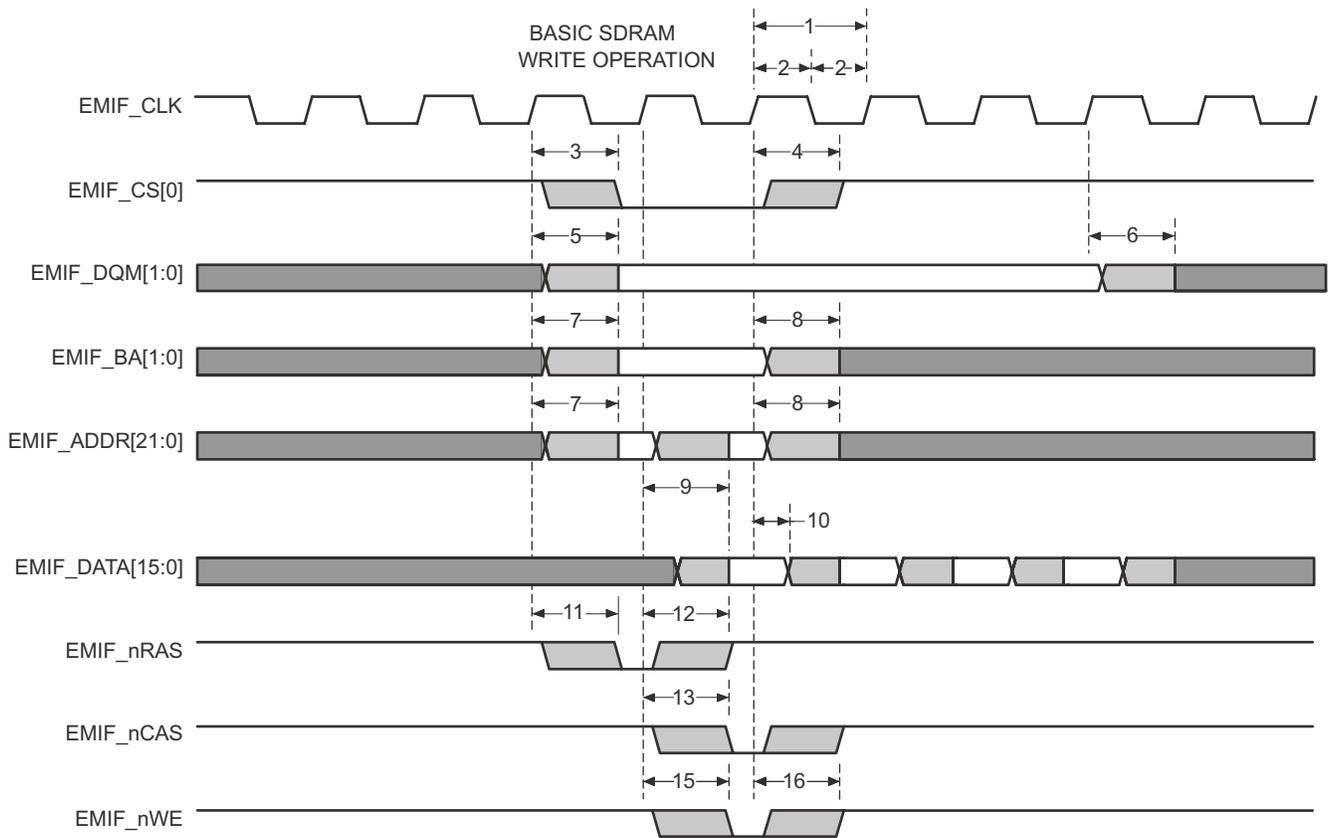 BASIC SDRAM
WRITE OPERATION
1
2 2
EMIF_CLK
3 4
EMIF_CS[0]
5 6
EMIF_DQM[1:0]
7 8
EMIF_BA[1:0]
7 8
EMIF_ADDR[21:0]
9
10
EMIF_DATA[15:0]
11 12
EMIF_nRAS
13
EMIF_nCAS
15 16
EMIF_nWE